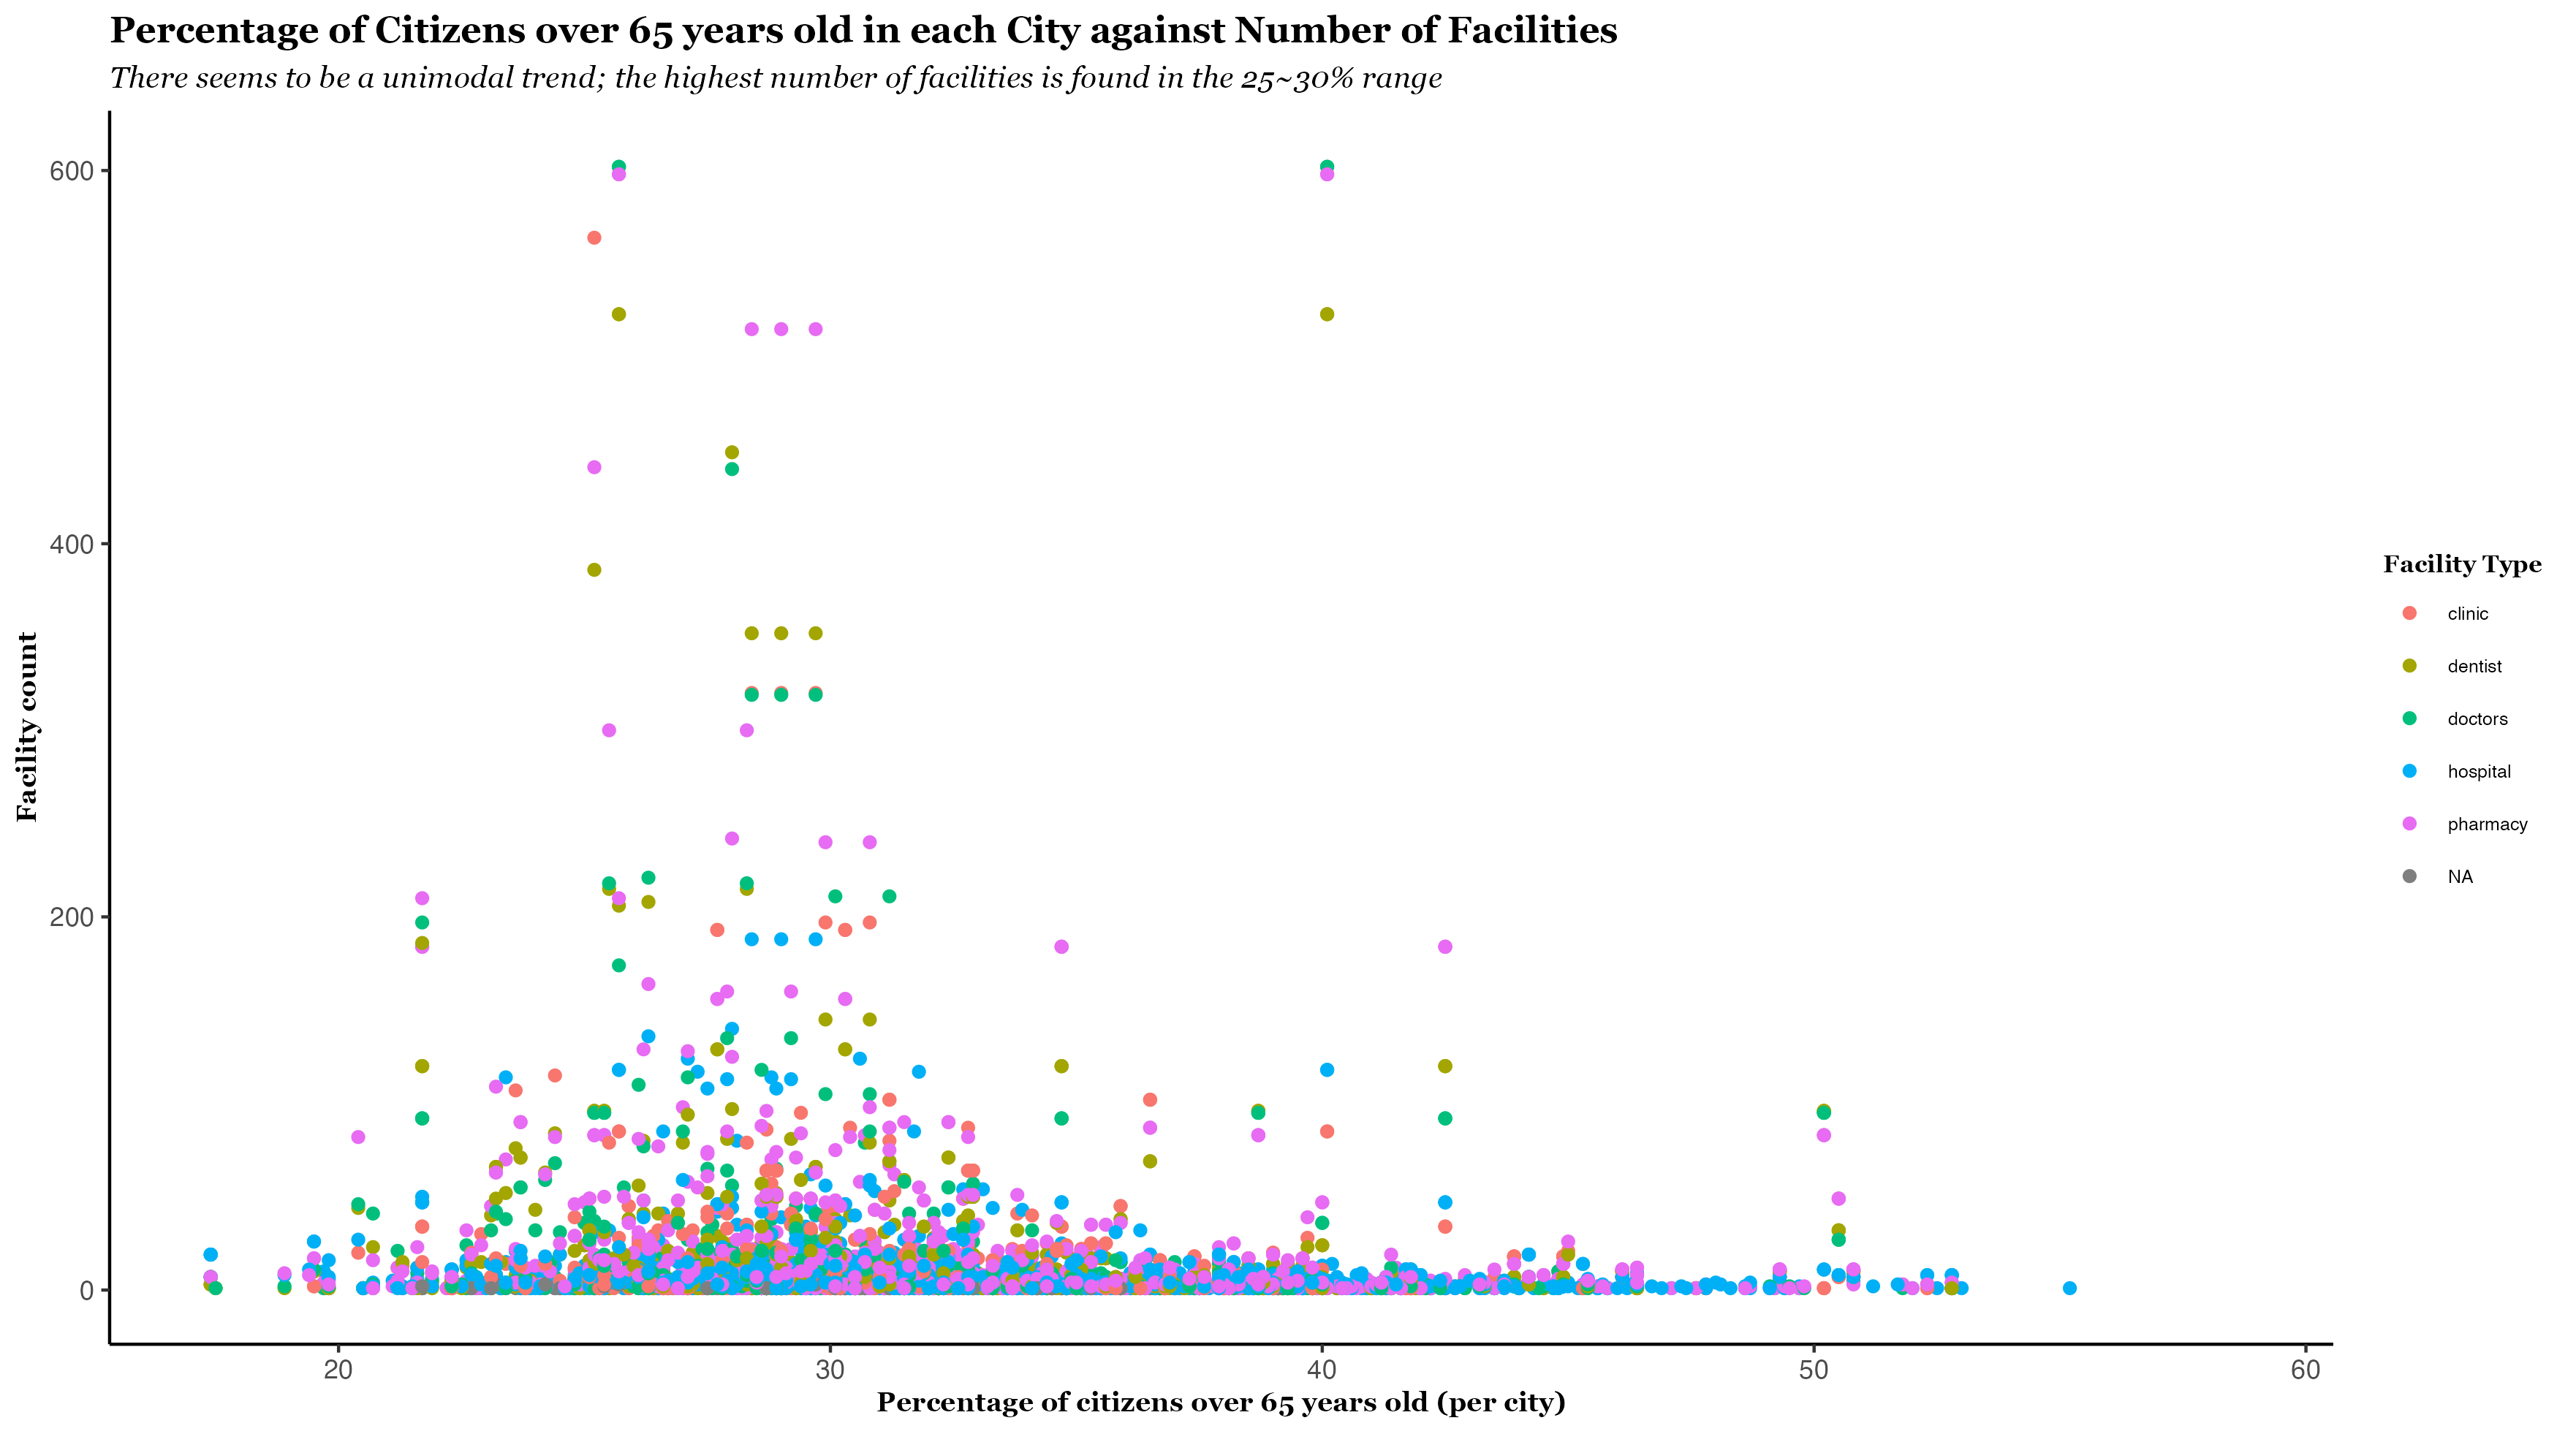 Percentage of Citizens over 65 years old in each City against Number of Facilities
There seems to be a unimodal trend; the highest number of facilities is found in the 25~30% range
600
400
200
0
Facility count
20
30
40
50
60
Percentage of citizens over 65 years old (per city)
Facility Type
clinic
dentist
doctors
hospital
pharmacy
NA